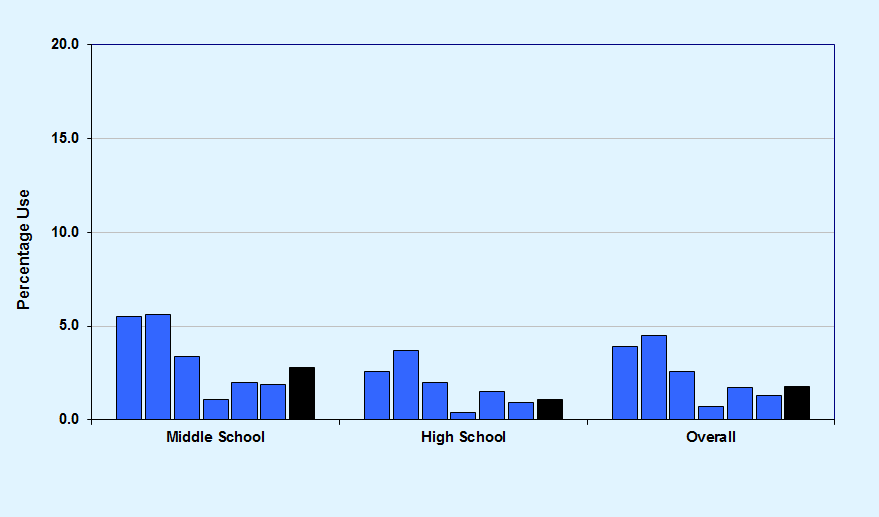 20.0
15.0
10.0
5.0
0.0
Percentage Use
Middle School
High School
Overall